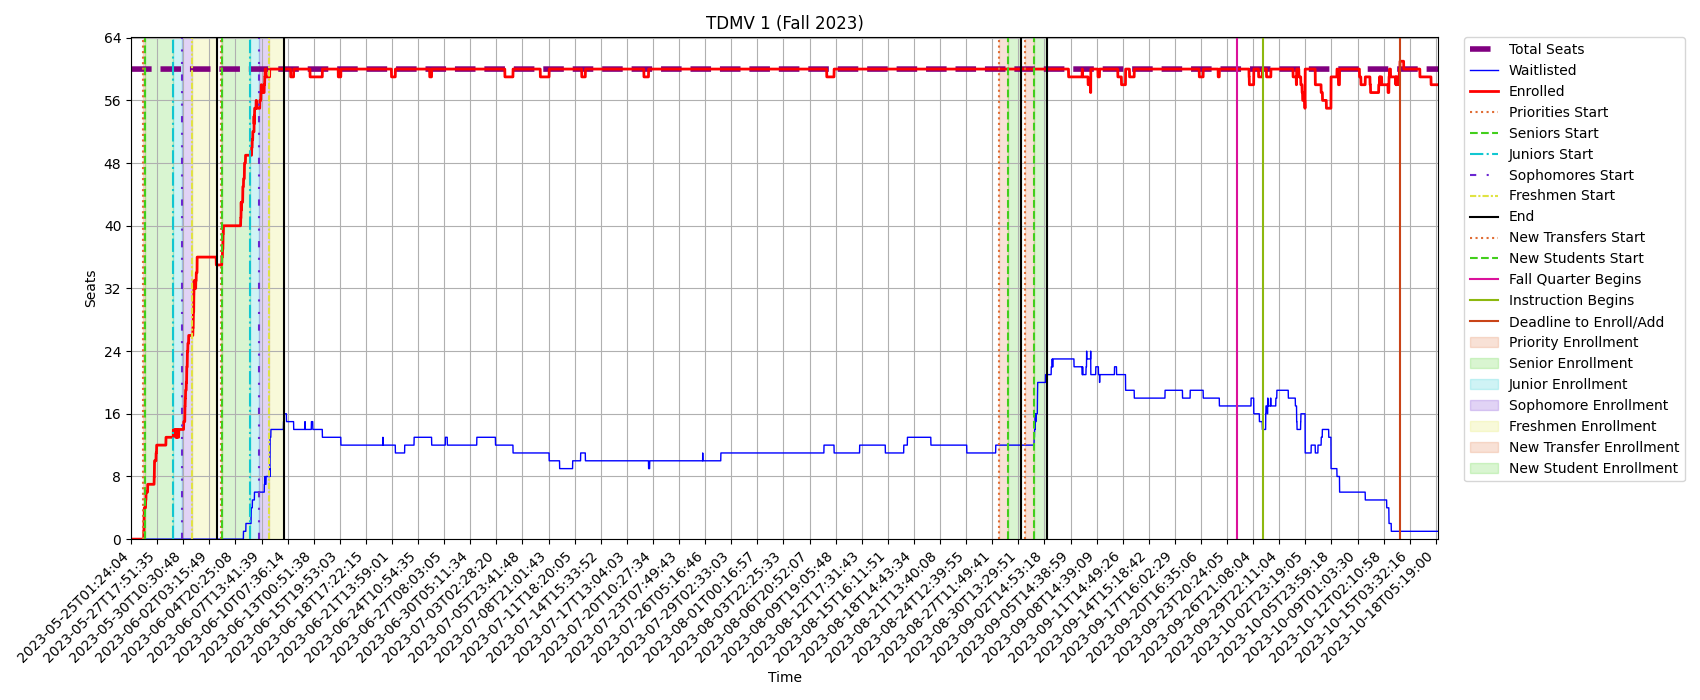 TDMV 1 (Fall 2023)
64
56
48
40
32
24
16
8
0
Seats
2023-05-25T01:24:04
2023-05-27T17:51:35
2023-05-30T10:30:48
2023-06-02T03:15:49
2023-06-04T20:25:08
2023-06-07T13:41:39
2023-06-10T07:36:14
2023-06-13T00:51:38
2023-06-15T19:53:03
2023-06-18T17:22:15
2023-06-21T13:59:01
2023-06-24T10:54:35
2023-06-27T08:03:05
2023-06-30T05:11:34
2023-07-03T02:28:20
2023-07-05T23:41:48
2023-07-08T21:01:43
2023-07-11T18:20:05
2023-07-14T15:33:52
2023-07-17T13:04:03
2023-07-20T10:27:34
2023-07-23T07:49:43
2023-07-26T05:16:46
2023-07-29T02:33:03
2023-08-01T00:16:57
2023-08-03T22:25:33
2023-08-06T20:52:07
2023-08-09T19:05:48
2023-08-12T17:31:43
2023-08-15T16:11:51
2023-08-18T14:43:34
2023-08-21T13:40:08
2023-08-24T12:39:55
2023-08-27T11:49:41
2023-08-30T13:29:51
2023-09-02T14:53:18
2023-09-05T14:38:59
2023-09-08T14:39:09
2023-09-11T14:49:26
2023-09-14T15:18:42
2023-09-17T16:02:29
2023-09-20T16:35:06
2023-09-23T20:24:05
2023-09-26T21:08:04
2023-09-29T22:11:04
2023-10-02T23:19:05
2023-10-05T23:59:18
2023-10-09T01:03:30
2023-10-12T02:10:58
2023-10-15T03:32:16
2023-10-18T05:19:00
Time
Total Seats
Waitlisted
Enrolled
Priorities Start
Seniors Start
Juniors Start
Sophomores Start
Freshmen Start
End
New Transfers Start
New Students Start
Fall Quarter Begins
Instruction Begins
Deadline to Enroll/Add
Priority Enrollment
Senior Enrollment
Junior Enrollment
Sophomore Enrollment
Freshmen Enrollment
New Transfer Enrollment
New Student Enrollment